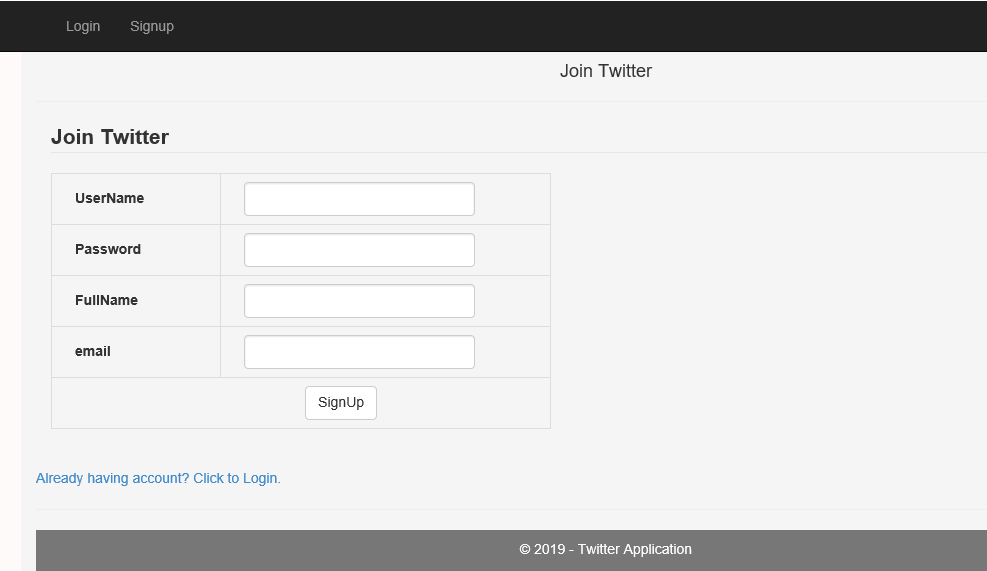 Login Signup
Join Twitter
Join Twitter
UserName
Password
FullName
email
SignUp
Already having account? Click to Login.
© 2019 - Twitter Application